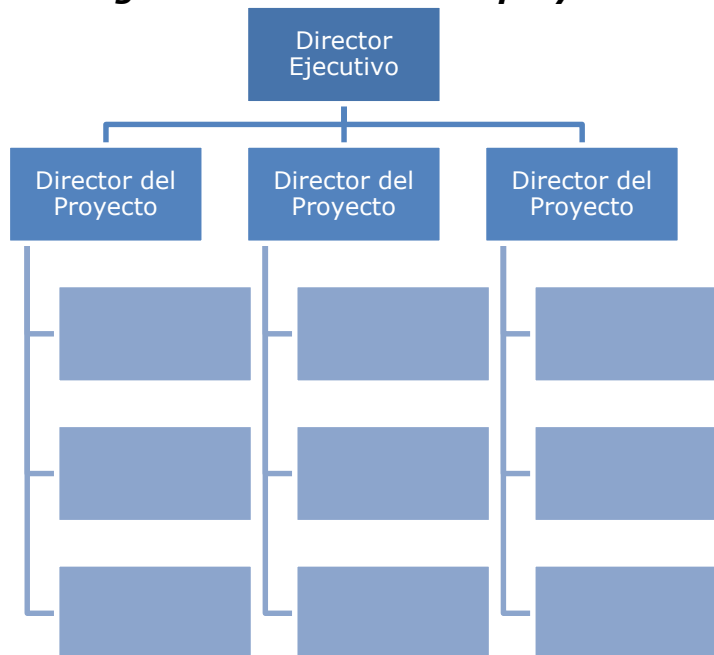 Director
Ejecutivo
Director del
Proyecto
Director del
Proyecto
Director del
Proyecto